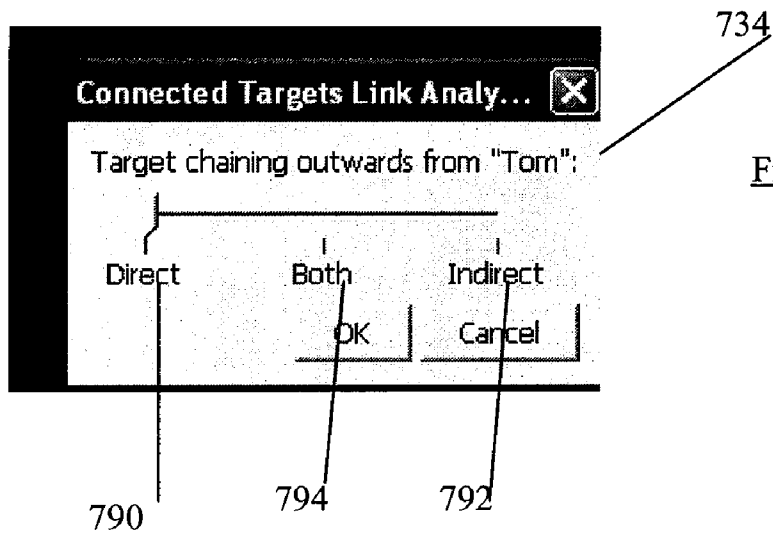 734
Connected Targets Link Analy...
Target chaining outwards from "Tom":
Direct Both Indirect
OK Cancel
790 794 792